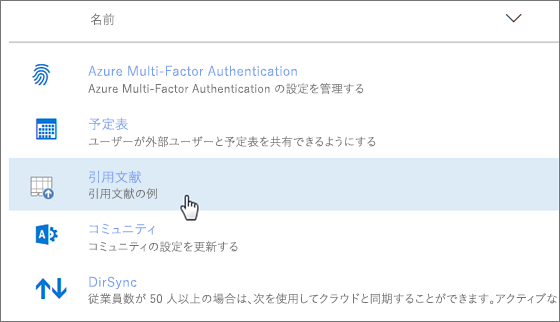 名前
Azure Multi-Factor Authentication
Azure Multi-Factor Authentication の設定を管理する
予定表
ユーザーが外部ユーザーと予定表を共有できるようにする
引用文献
引用文献の例
コミュニティ
コミュニティの設定を更新する
DirSync
従業員数が 50 人以上の場合は、次を使用してクラウドと同期することができます。アクティブな